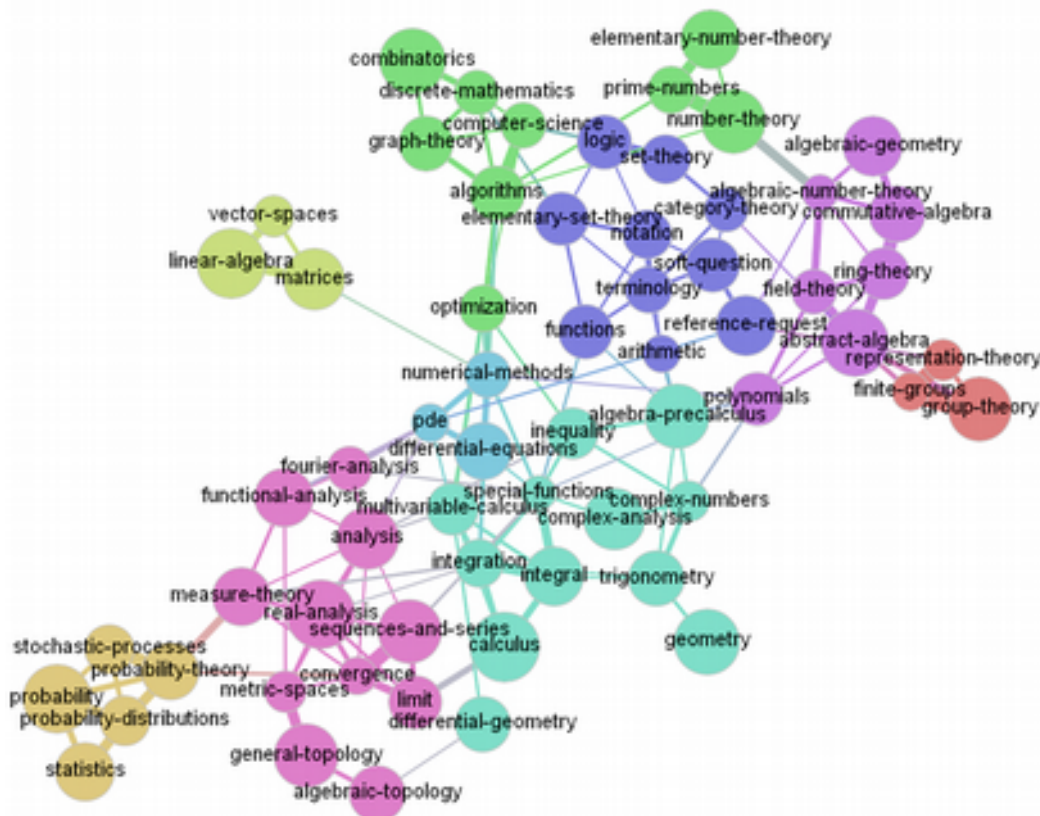 elementary-number-theory
combinatorics
discrete-mathematics
prime-numbers
computer-science
number-theory
graph-theory
logic
set-theory
algebraic-geometry
algorithms
algebraic-number-theory
vector-spaces
elementary-set-theory
category-theory
commutative-algebra
notation
linear-algebra
matrices
soft-question
ring-theory
terminology
field-theory
optimization
functions
reference-request
abstract-algebra
arithmetic
representation-theory
numerical-methods
finite-groups
polynomials
group-theory
pde
algebra-precalculus
inequality
differential-equations
fourier-analysis
functional-analysis
special-functions
complex-numbers
multivariable-calculus
complex-analysis
analysis
integration
integral
trigonometry
measure-theory
real-analysis
sequences-and-series
stochastic-processes
calculus
geometry
probability-theory
convergence
metric-spaces
probability
limit
probability-distributions
differential-geometry
general-topology
statistics
algebraic-topology